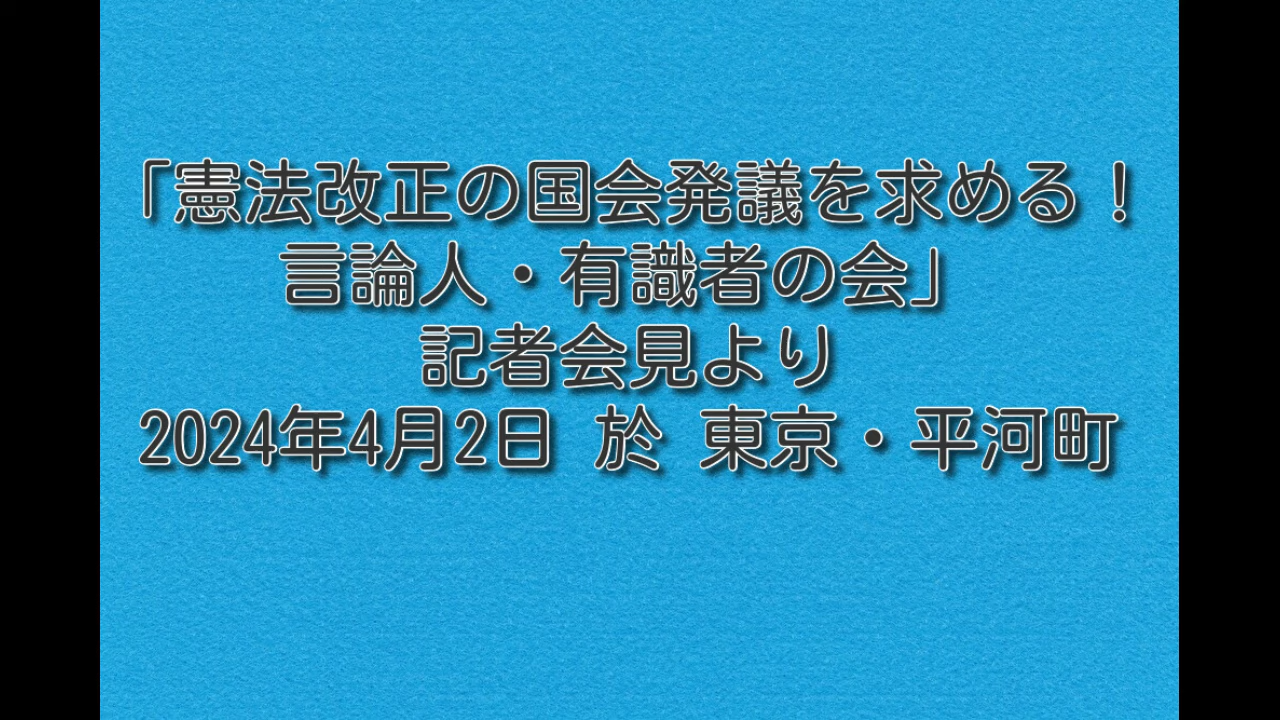 「憲法改正の国会発議を求める！
言論人・有識者の会」
記者会見より
2024年4月2日 於 東京・平河町